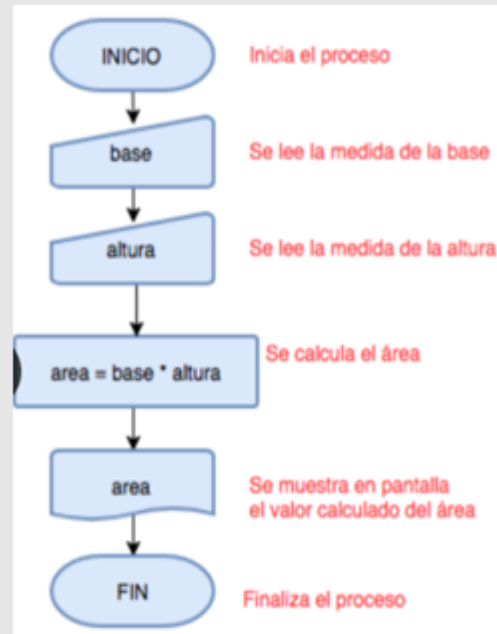 INICIO
Inicia el proceso
base
Se lee la medida de la base
altura
Se lee la medida de la altura
area = base * altura
Se calcula el área
area
Se muestra en pantalla
el valor calculado del área
FIN
Finaliza el proceso